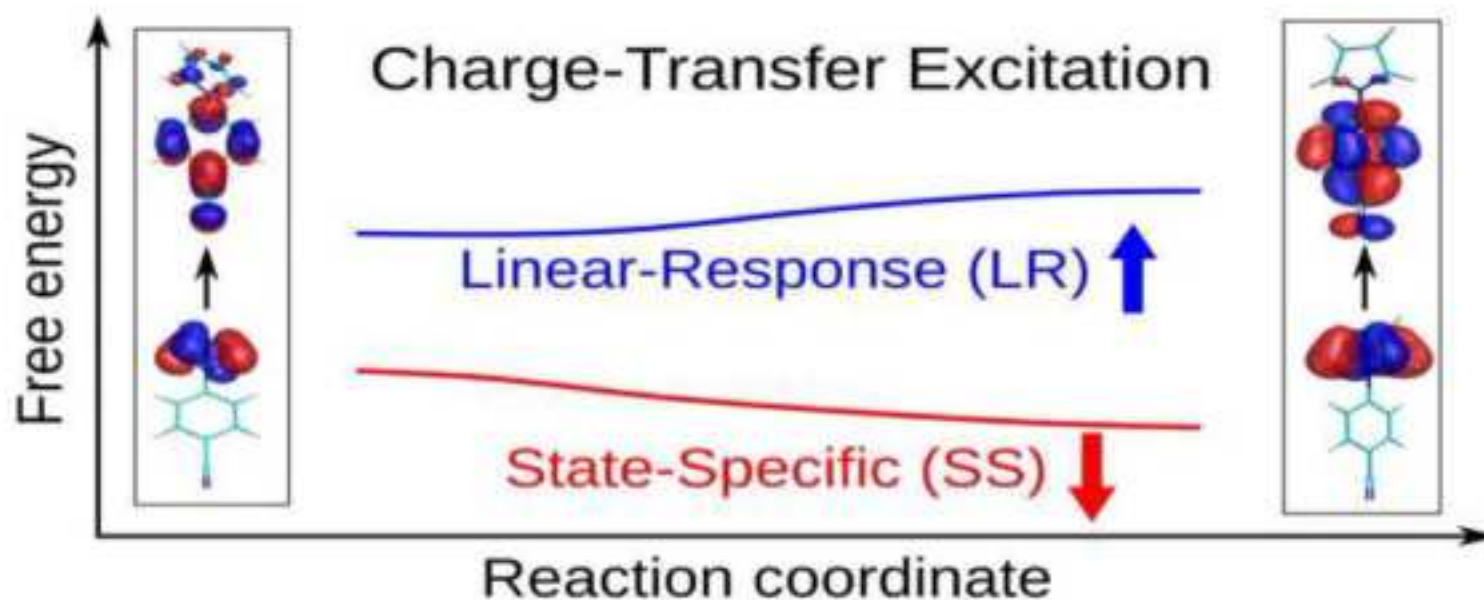 Charge-Transfer Excitation
Free energy
Linear-Response (LR)
State-Specific (SS)
Reaction coordinate